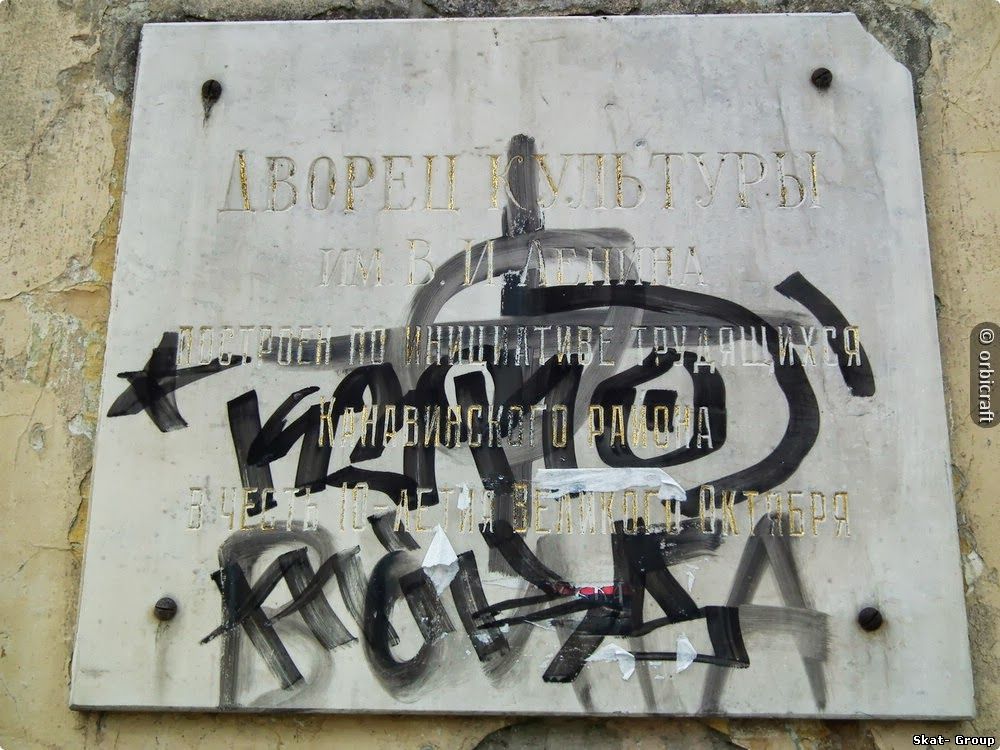 ДВОРЕЦ КУЛЬТУРЫ
ИМ. В. И. ЛЕНИНА
ПОСТРОЕН ПО ИНИЦИАТИВЕ ТРУДЯЩИХСЯ
КАНАВИНСКОГО РАЙОНА
В ЧЕСТЬ 10-ЛЕТИЯ ВЕЛИКОГО ОКТЯБРЯ
© orbicraft
Skat- Group